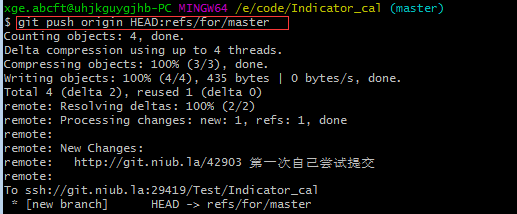 xge.abcft@uhjkguygjhb-PC MINGW64 /e/code/Indicator_cal (master)
$ git push origin HEAD:refs/for/master
Counting objects: 4, done.
Delta compression using up to 4 threads.
Compressing objects: 100% (3/3), done.
Writing objects: 100% (4/4), 435 bytes | 0 bytes/s, done.
Total 4 (delta 2), reused 1 (delta 0)
remote: Resolving deltas: 100% (2/2)
remote: Processing changes: new: 1, refs: 1, done
remote:
remote: New Changes:
remote:   http://git.niub.la/42903 第一次自己尝试提交
remote:
To ssh://git.niub.la:29419/Test/Indicator_cal
 * [new branch]      HEAD -> refs/for/master